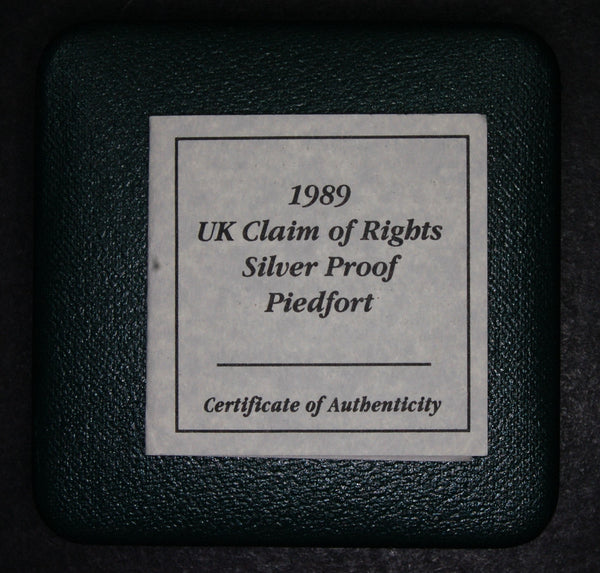 1989
UK Claim of Rights
Silver Proof
Piedfort
Certificate of Authenticity